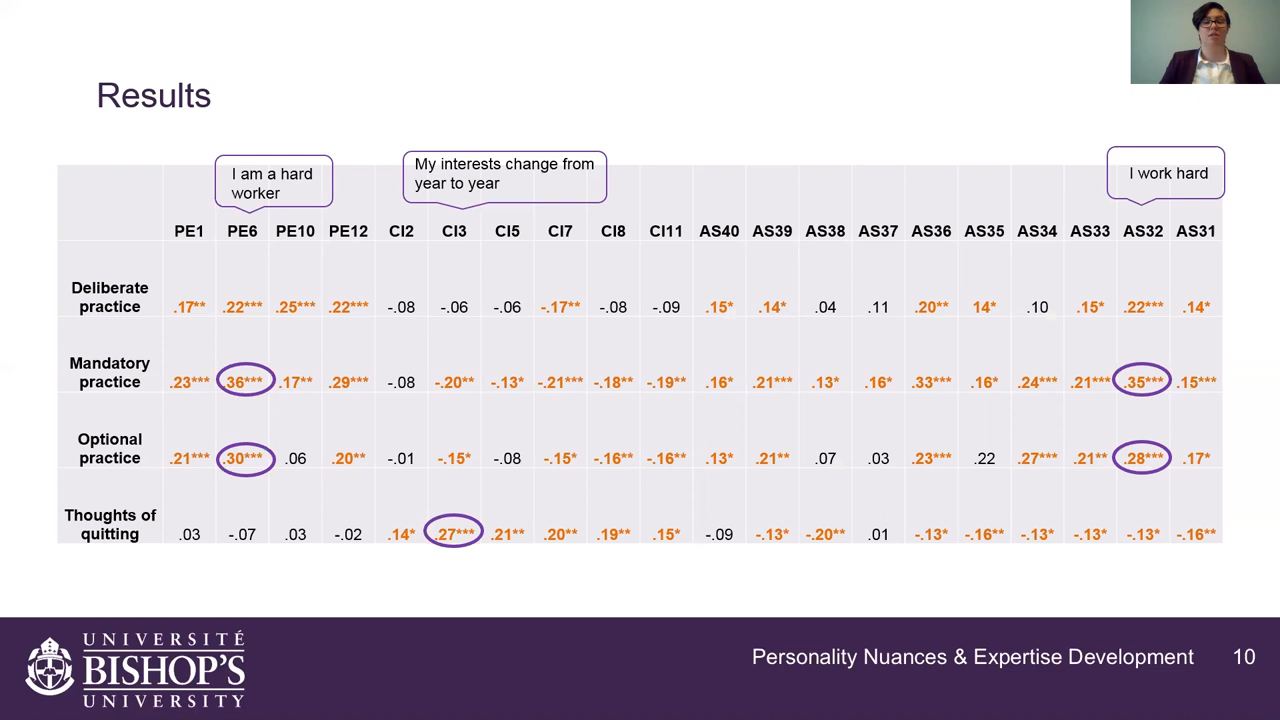 Results
I am a hard
worker
My interests change from
year to year
I work hard
PE1 PE6 PE10 PE12 CI2 CI3 CI5 CI7 CI8 CI11 AS40 AS39 AS38 AS37 AS36 AS35 AS34 AS33 AS32 AS31
Deliberate
practice .17** .22*** .25*** .22*** -.08 -.06 -.06 -.17** -.08 -.09 .15* .14* .04 .11 .20** 14* .10 .15* .22*** .14*
Mandatory
practice .23*** .36*** .17** .29*** -.08 -.20** -.13* -.21*** -.18** -.19** .16* .21*** .13* .16* .33*** .16* .24*** .21*** .35*** .15***
Optional
practice .21*** .30*** .06 .20** -.01 -.15* -.08 -.15* -.16** -.16** .13* .21** .07 .03 .23*** .22 .27*** .21** .28*** .17*
Thoughts of
quitting .03 -.07 .03 -.02 .14* .27*** .21** .20** .19** .15* -.09 -.13* -.20** .01 -.13* -.16** -.13* -.13* -.13* -.16**
UNIVERSITÉ
BISHOP'S
UNIVERSITY
Personality Nuances & Expertise Development 10